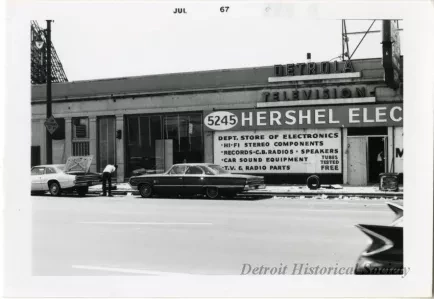 JUL 67
DETROLA
TELEVISION
5245 HERSHEL ELEC
DEPT. STORE OF ELECTRONICS
·HI-FI STEREO COMPONENTS
·RECORDS·C.B. RADIOS · SPEAKERS
·CAR SOUND EQUIPMENT
T.V. & RADIO PARTS
TUBES
TESTED
FREE
M
Detroit Historical Society